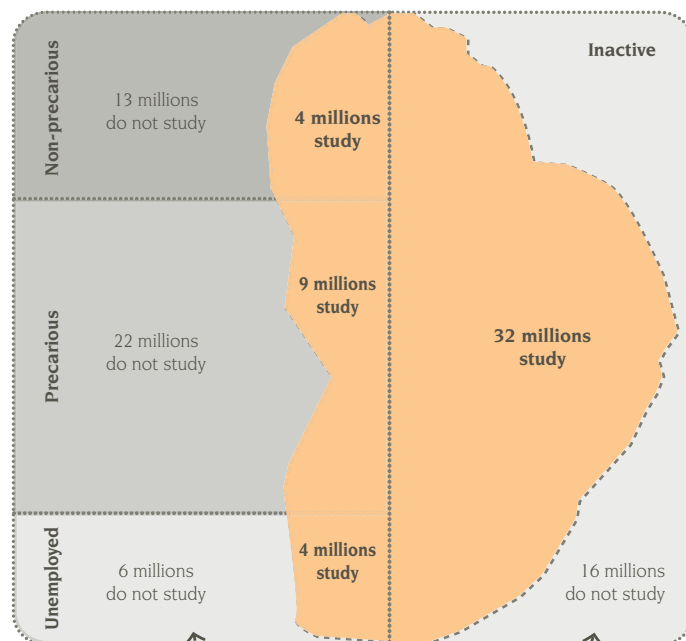 Inactive
Non-precarious
13 millions
do not study
4 millions
study
Precarious
22 millions
do not study
9 millions
study
32 millions
study
Unemployed
6 millions
do not study
4 millions
study
16 millions
do not study